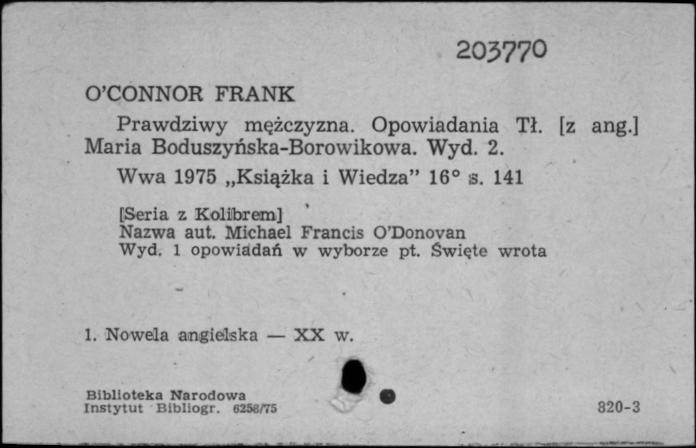 203770
O'CONNOR FRANK
Prawdziwy mężczyzna. Opowiadania Tł. [z ang.]
Maria Boduszyńska-Borowikowa. Wyd. 2.
Wwa 1975 „Książka i Wiedza” 16° s. 141
[Seria z Kolibrem]
Nazwa aut. Michael Francis O'Donovan
Wyd. 1 opowiadań w wyborze pt. Święte wrota
1. Nowela angielska — XX w.
Biblioteka Narodowa
Instytut Bibliogr. 6258/75
820-3